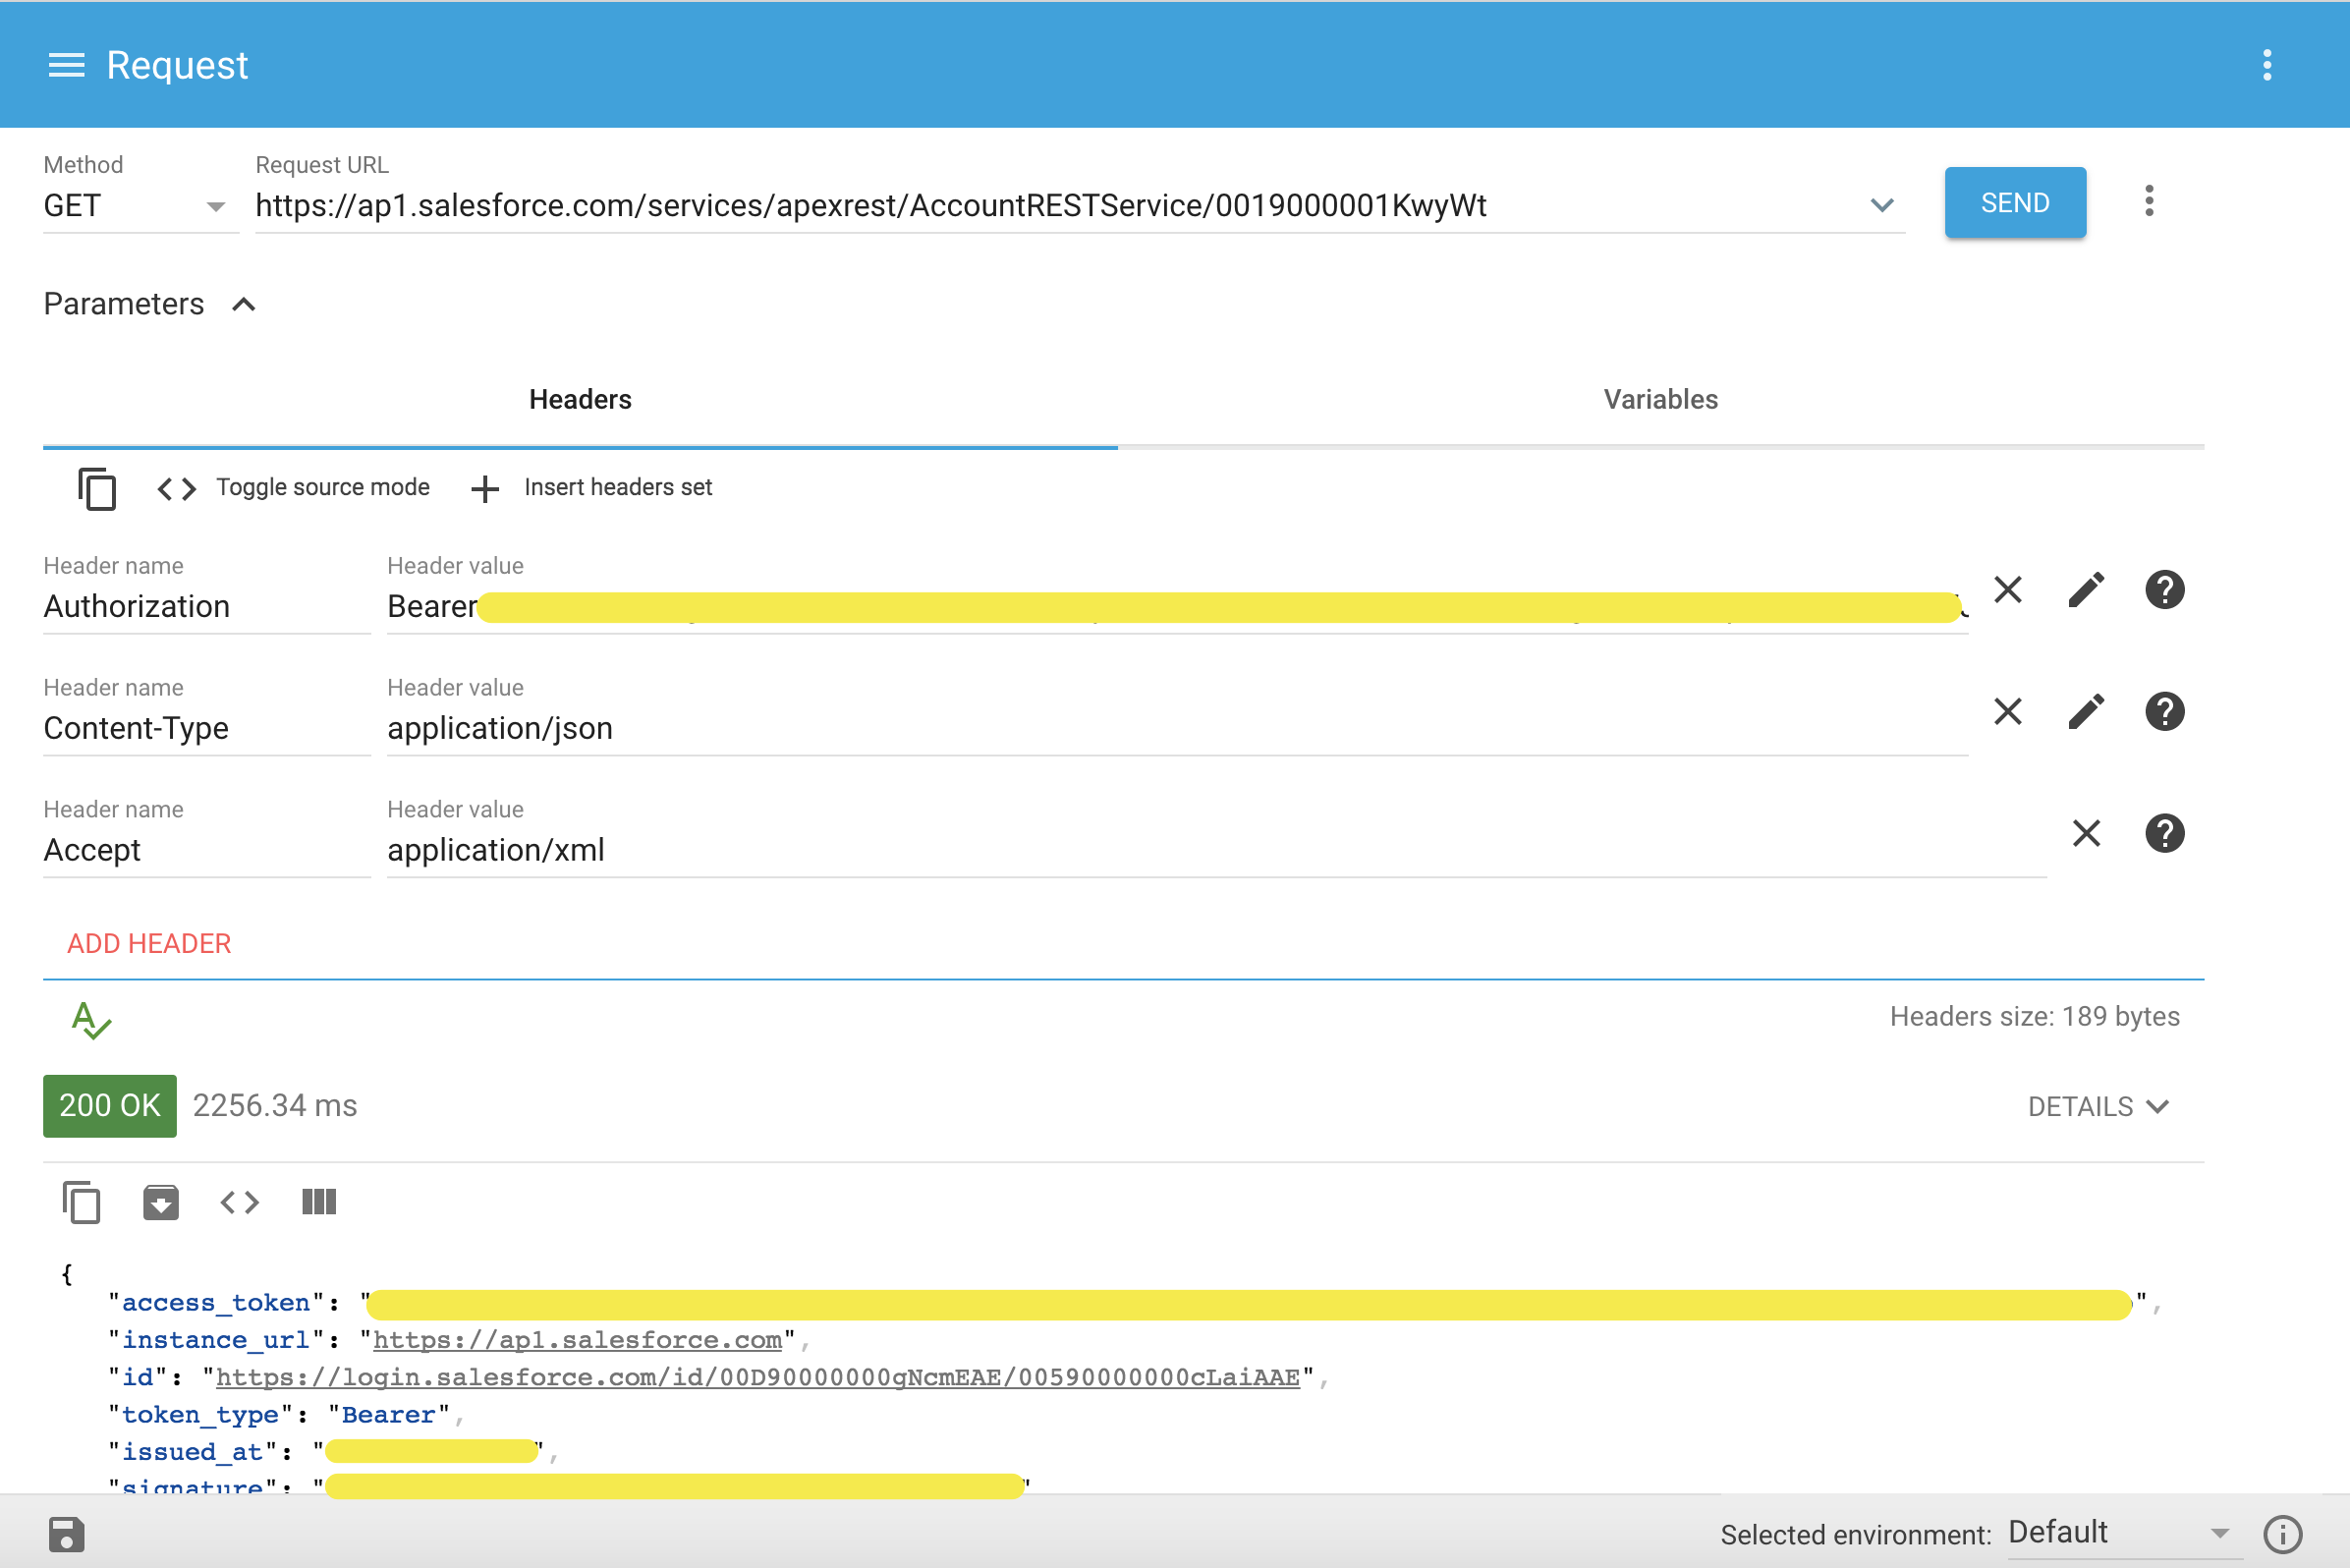 Request
Method
Request URL
GET
https://ap1.salesforce.com/services/apexrest/AccountRESTService/0019000001KwyWt
SEND
Parameters
Headers
Variables
Toggle source mode
Insert headers set
Header name
Header value
Authorization
Bearer
Header name
Header value
Content-Type
application/json
Header name
Header value
Accept
application/xml
ADD HEADER
Headers size: 189 bytes
200 OK
2256.34 ms
DETAILS
{
"access_token": "",
"instance_url": "https://ap1.salesforce.com",
"id": "https://login.salesforce.com/id/00D90000000gNcmEAE/00590000000cLaiAAE",
"token_type": "Bearer",
"issued_at": "",
"signature": ""
Selected environment: Default